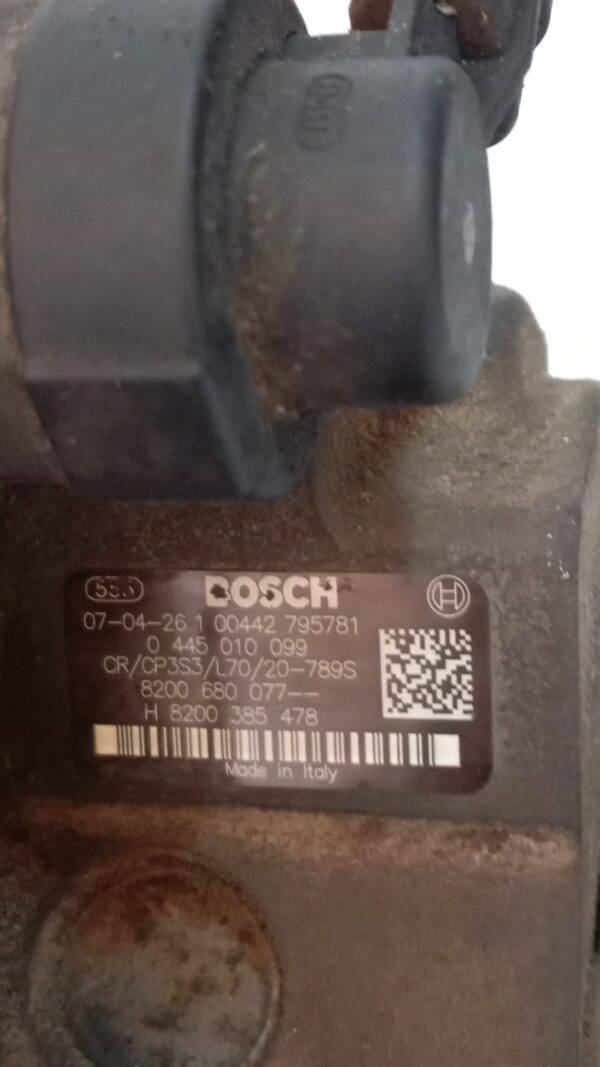 BOSCH
07-04-26 1 00442 795781
0 445 010 099
CR/CP3S3/L70/20-789S
8200 680 077--
H 8200 385 478
Made in Italy